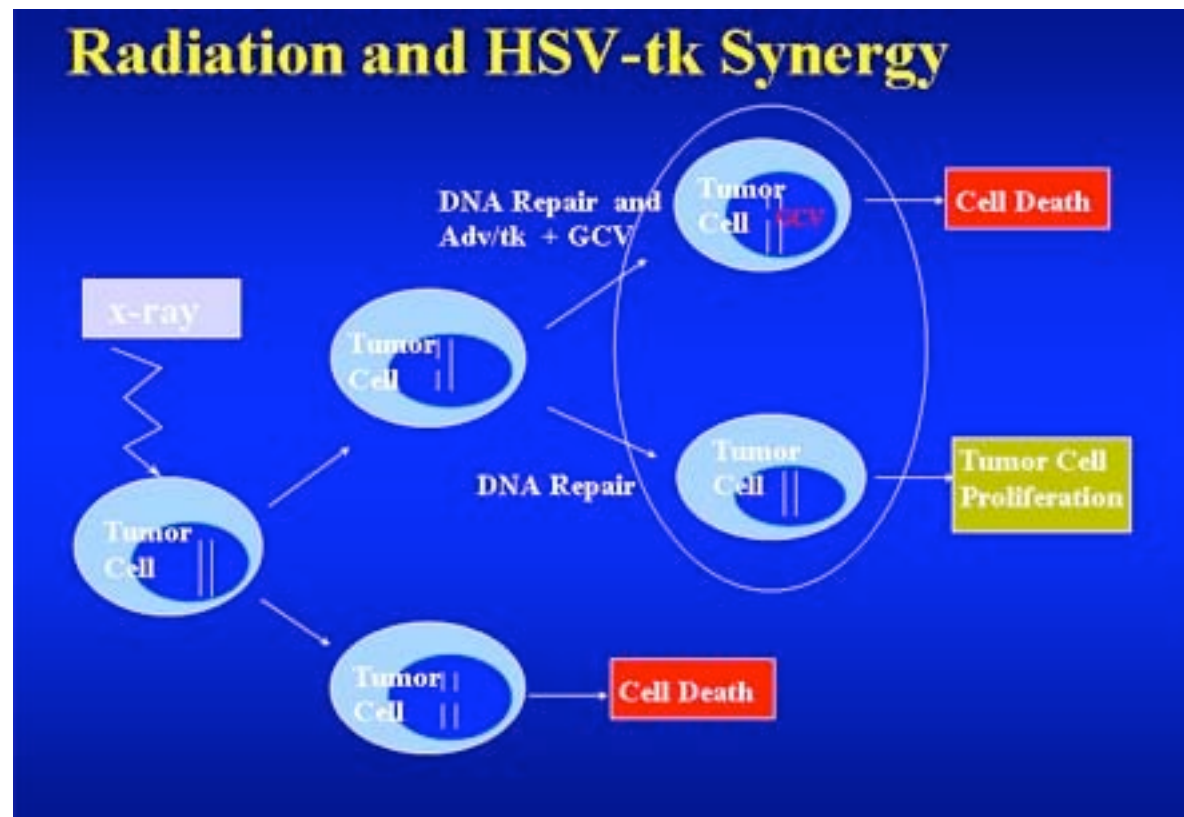 Radiation and HSV-tk Synergy
DNA Repair and
Adv/tk + GCV
Tumor
Cell
GCV
Cell Death
x-ray
Tumor
Cell
Tumor
Cell
DNA Repair
Tumor Cell
Proliferation
Tumor
Cell
Tumor
Cell
Cell Death